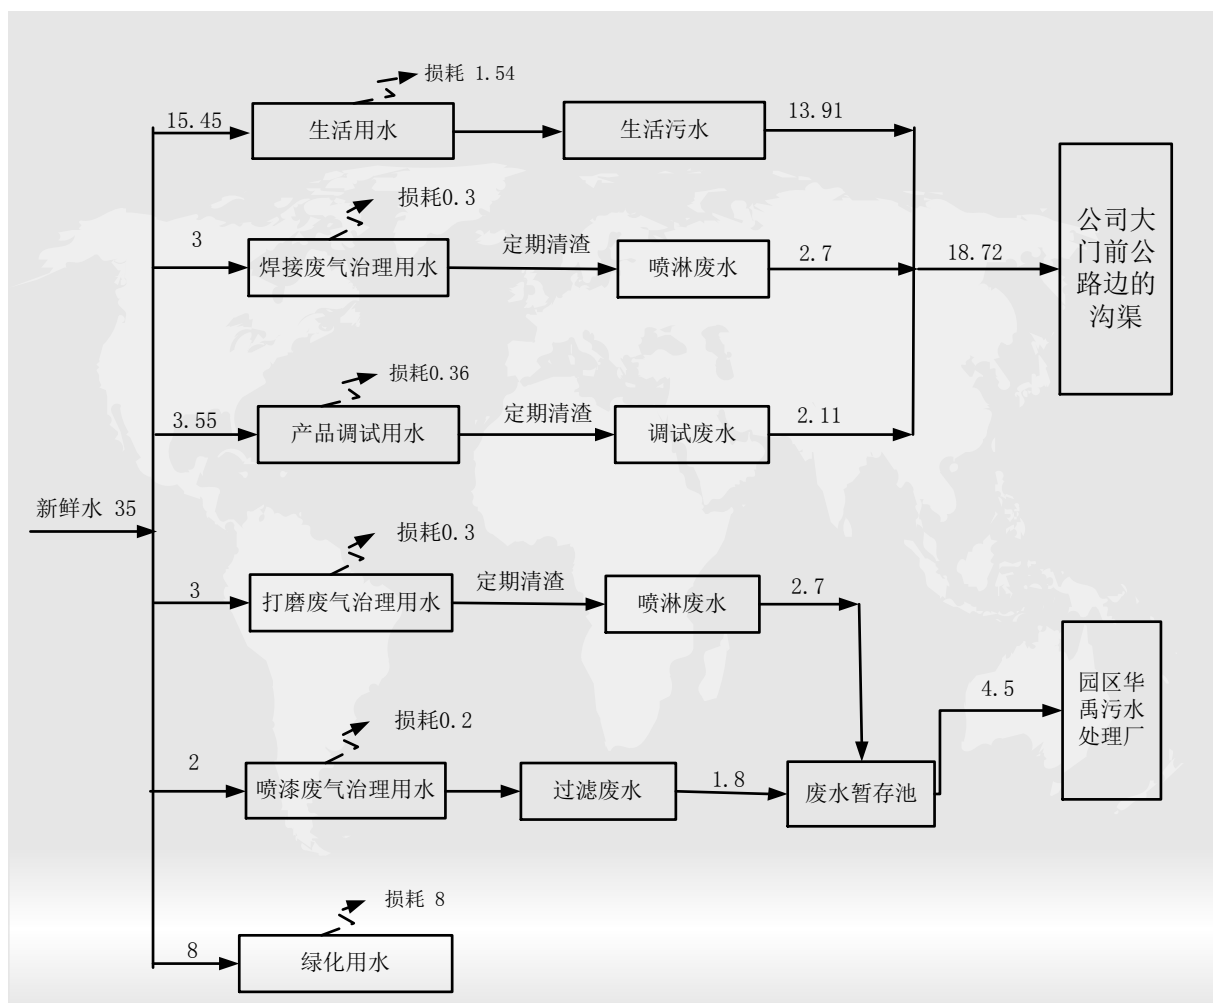 损耗 1.54
15.45
生活用水
生活污水
13.91
损耗0.3
3
焊接废气治理用水
定期清渣
喷淋废水
2.7
18.72
公司大
门前公
路边的
沟渠
损耗0.36
3.55
产品调试用水
定期清渣
调试废水
2.11
新鲜水 35
损耗0.3
3
打磨废气治理用水
定期清渣
喷淋废水
2.7
4.5
园区华
禹污水
处理厂
损耗0.2
2
喷漆废气治理用水
过滤废水
1.8
废水暂存池
损耗 8
8
绿化用水